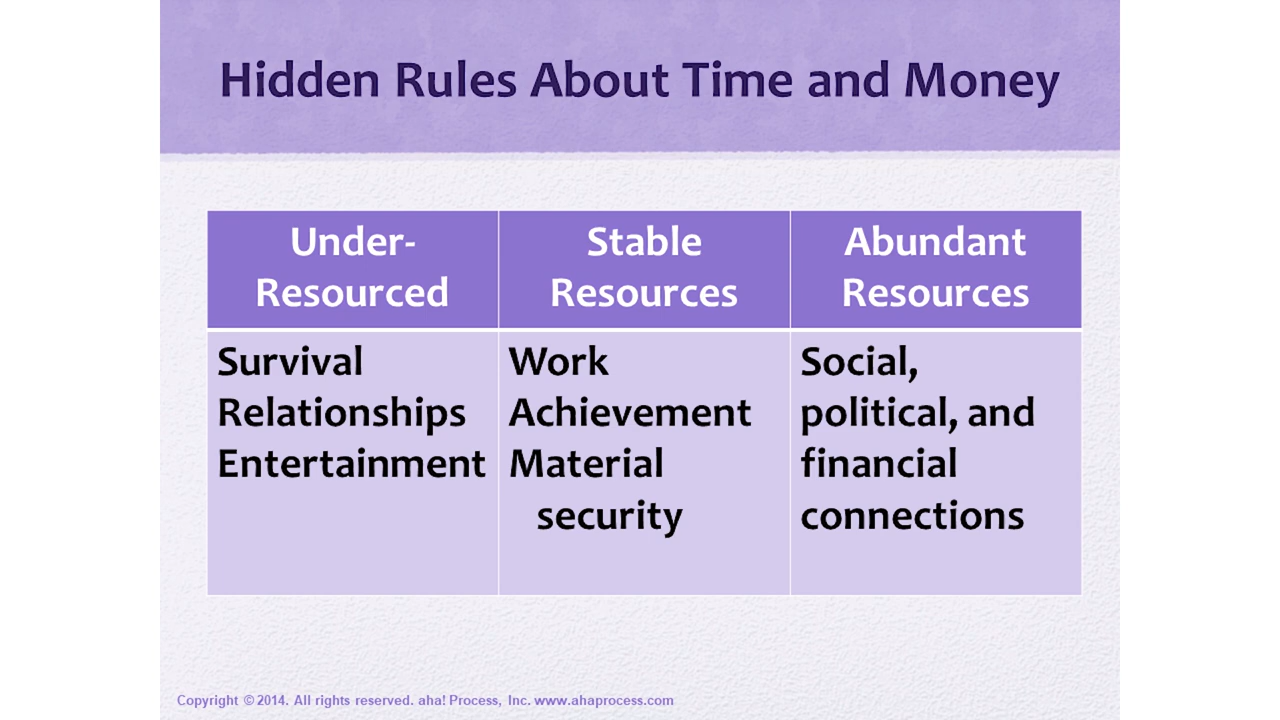 Hidden Rules About Time and Money
Under-
Resourced
Stable
Resources
Abundant
Resources
Survival
Relationships
Entertainment
Work
Achievement
Material
security
Social,
political, and
financial
connections
Copyright © 2014. All rights reserved. aha! Process, Inc. www.ahaprocess.com